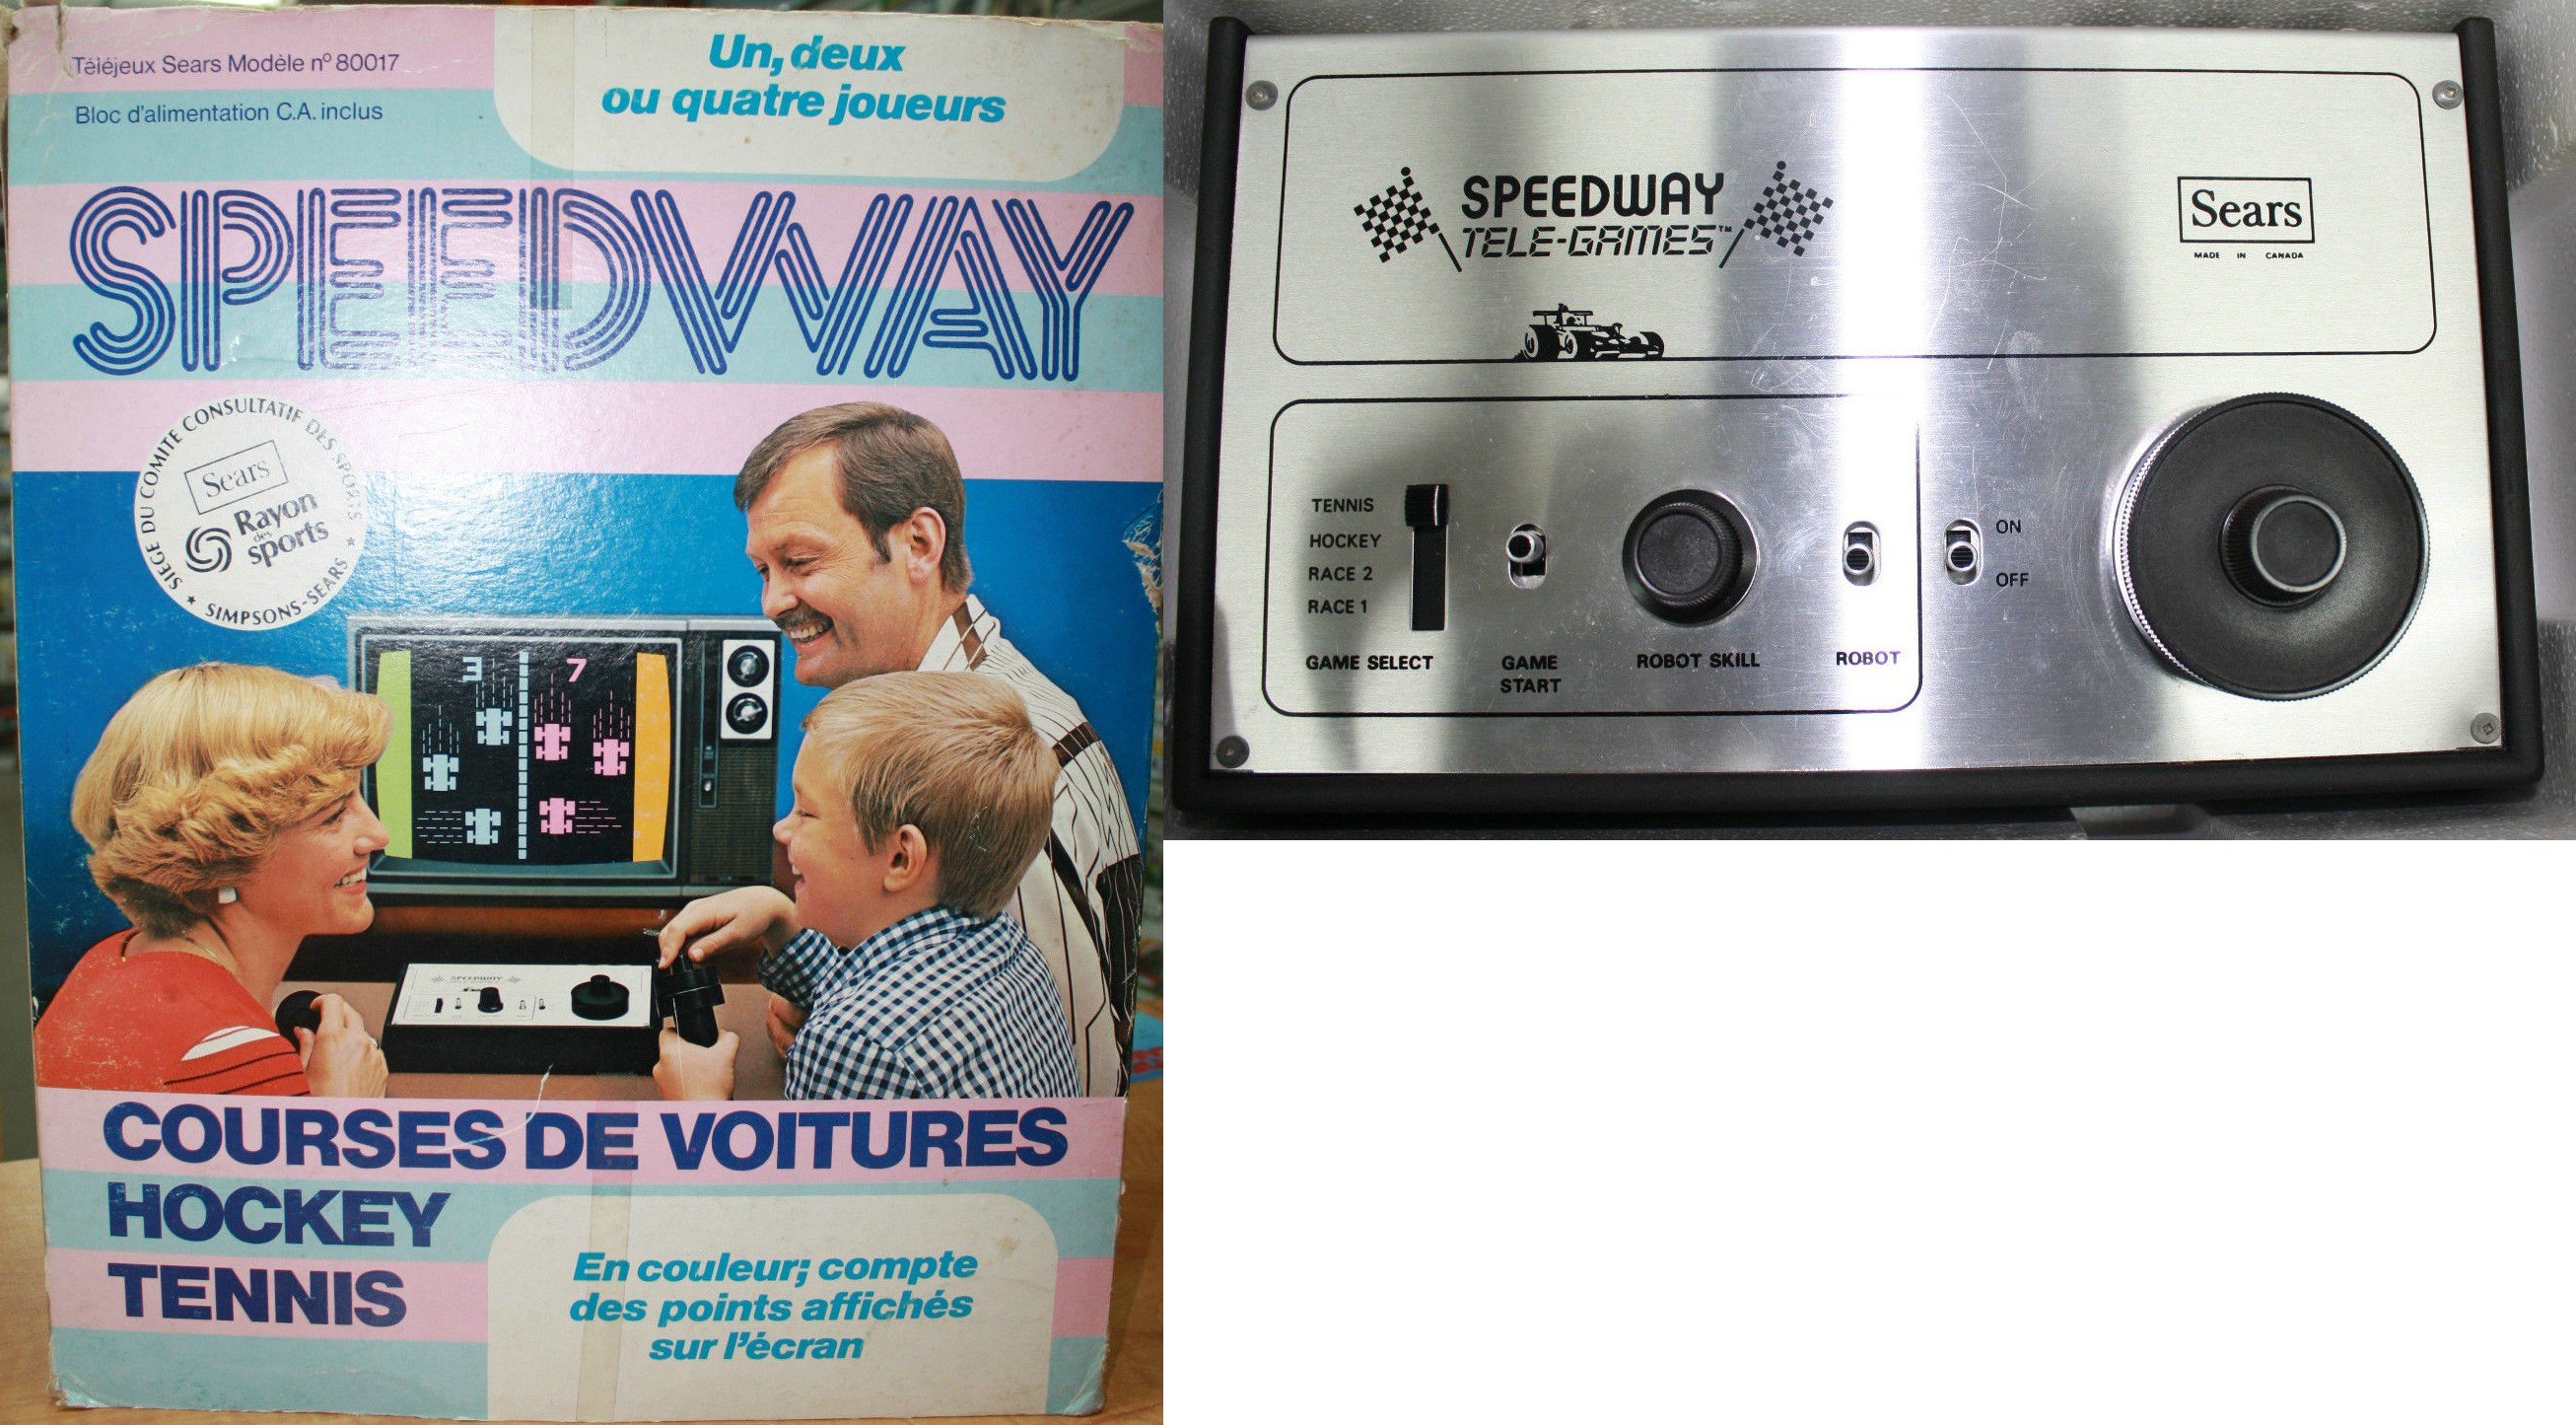 Téléjeux Sears Modèle nº 80017
Bloc d'alimentation C.A. inclus
Un, deux
ou quatre joueurs
SPEEDWAY
SIÈGE DU COMITÉ CONSULTATIF DES SPORTS
★ SIMPSONS-SEARS ★
Sears
Rayon
des
sports
3 7
SPEEDWAY
COURSES DE VOITURES
HOCKEY
TENNIS
En couleur; compte
des points affichés
sur l'écran
SPEEDWAY
TELE-GAMES™
Sears
MADE IN CANADA
TENNIS
HOCKEY
RACE 2
RACE 1
GAME SELECT
GAME
START
ROBOT SKILL
ROBOT
ON
OFF